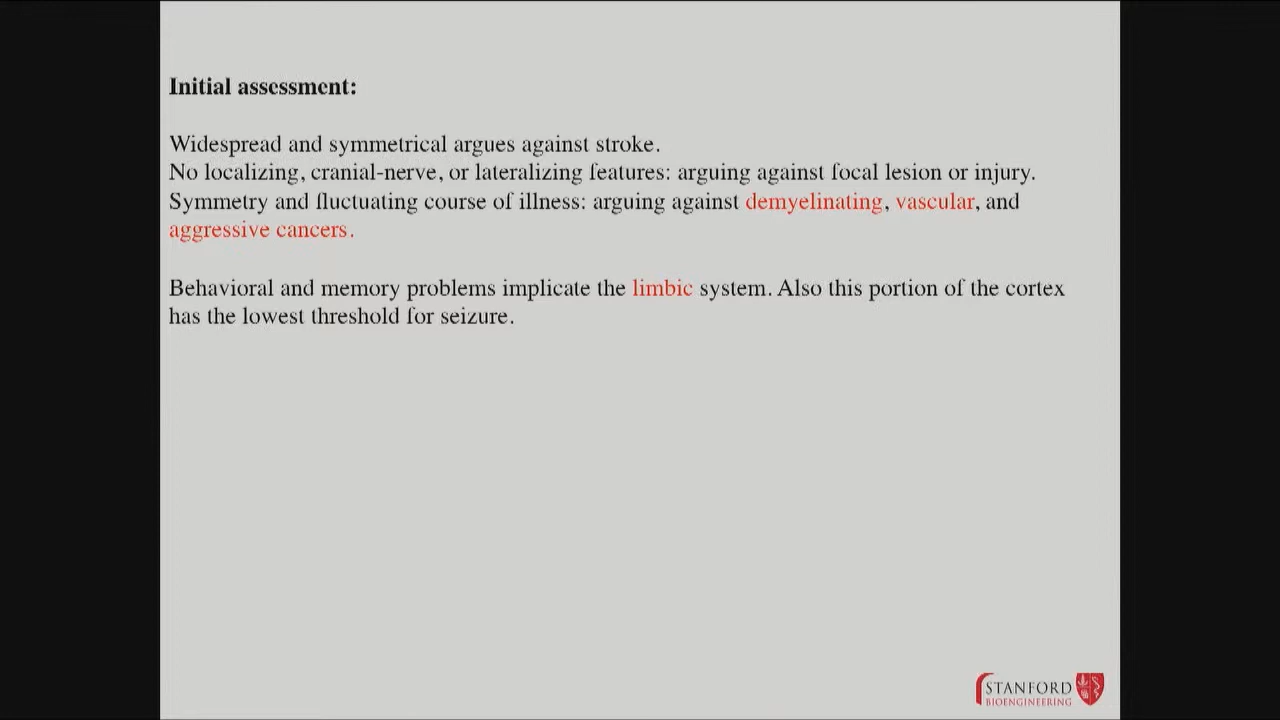 Initial assessment:
Widespread and symmetrical argues against stroke.
No localizing, cranial-nerve, or lateralizing features: arguing against focal lesion or injury.
Symmetry and fluctuating course of illness: arguing against demyelinating, vascular, and
aggressive cancers.
Behavioral and memory problems implicate the limbic system. Also this portion of the cortex
has the lowest threshold for seizure.
STANFORD
BIOENGINEERING